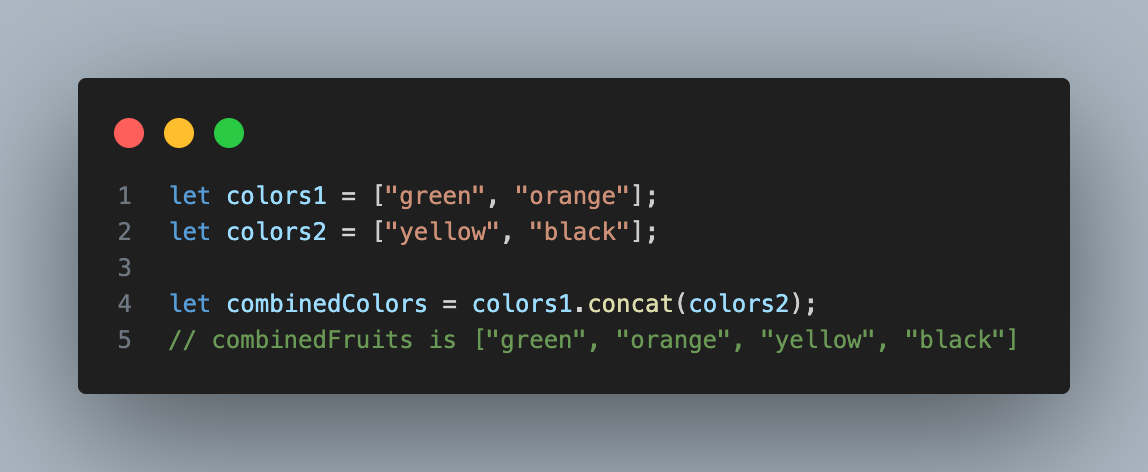 1 let colors1 = ["green", "orange"];
2 let colors2 = ["yellow", "black"];
3
4 let combinedColors = colors1.concat(colors2);
5 // combinedFruits is ["green", "orange", "yellow", "black"]